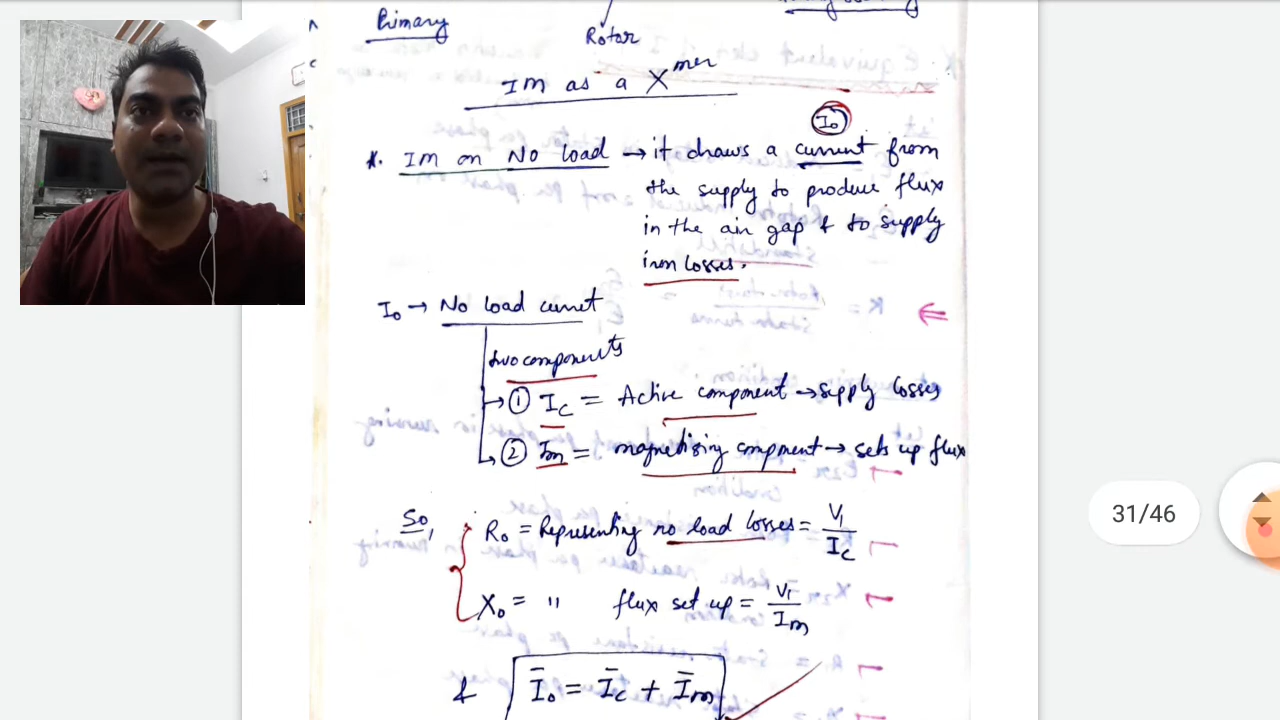 Primary
Rotor
IM as a Xmer
I0
*. IM on No load → it draws a current from
the supply to produce flux
in the air gap & to supply
iron losses.
I0 → No load currnt
two components
→ ① Ic = Active component → supply losses
→ ② Im = magnetising component → sets up flux
So,
R0 = Representing no load losses = V1/Ic
X0 = " flux set up = V1/Im
& Ī0 = Īc + Īm
31/46